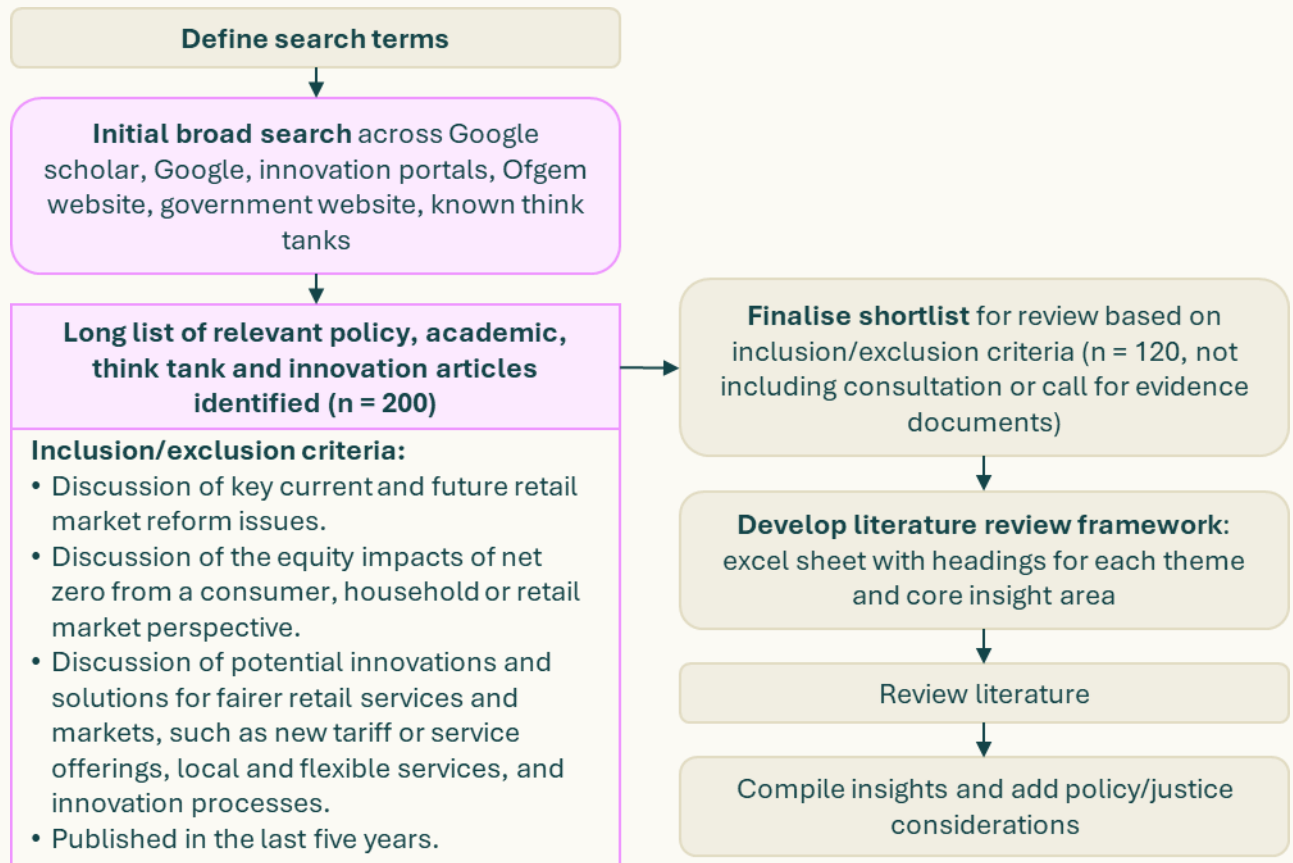 Define search terms
Initial broad search across Google
scholar, Google, innovation portals, Ofgem
website, government website, known think
tanks
Long list of relevant policy, academic,
think tank and innovation articles
identified (n = 200)
Inclusion/exclusion criteria:
• Discussion of key current and future retail
market reform issues.
• Discussion of the equity impacts of net
zero from a consumer, household or retail
market perspective.
• Discussion of potential innovations and
solutions for fairer retail services and
markets, such as new tariff or service
offerings, local and flexible services, and
innovation processes.
• Published in the last five years.
Finalise shortlist for review based on
inclusion/exclusion criteria (n = 120, not
including consultation or call for evidence
documents)
Develop literature review framework:
excel sheet with headings for each theme
and core insight area
Review literature
Compile insights and add policy/justice
considerations